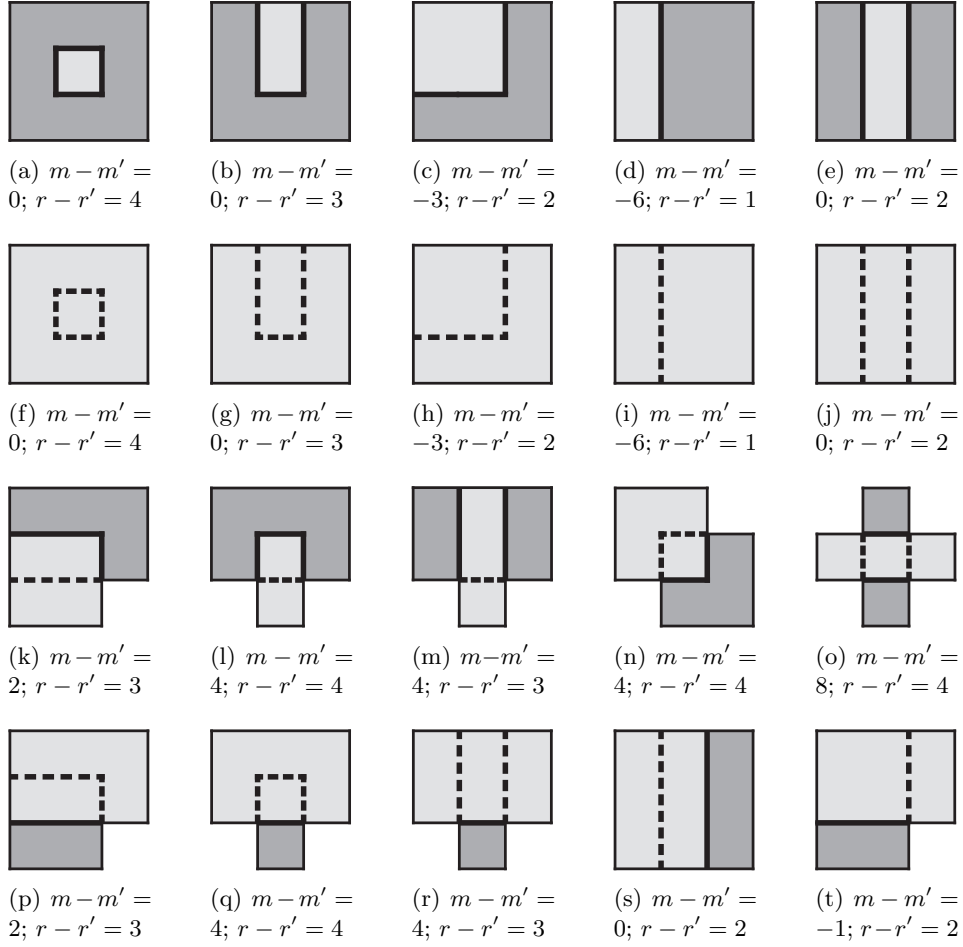 (a) m − m′ =
0; r − r′ = 4
(b) m − m′ =
0; r − r′ = 3
(c) m − m′ =
−3; r−r′ = 2
(d) m − m′ =
−6; r−r′ = 1
(e) m − m′ =
0; r − r′ = 2
(f) m − m′ =
0; r − r′ = 4
(g) m − m′ =
0; r − r′ = 3
(h) m − m′ =
−3; r−r′ = 2
(i) m − m′ =
−6; r−r′ = 1
(j) m − m′ =
0; r − r′ = 2
(k) m − m′ =
2; r − r′ = 3
(l) m − m′ =
4; r − r′ = 4
(m) m−m′ =
4; r − r′ = 3
(n) m − m′ =
4; r − r′ = 4
(o) m − m′ =
8; r − r′ = 4
(p) m − m′ =
2; r − r′ = 3
(q) m − m′ =
4; r − r′ = 4
(r) m − m′ =
4; r − r′ = 3
(s) m − m′ =
0; r − r′ = 2
(t) m − m′ =
−1; r−r′ = 2